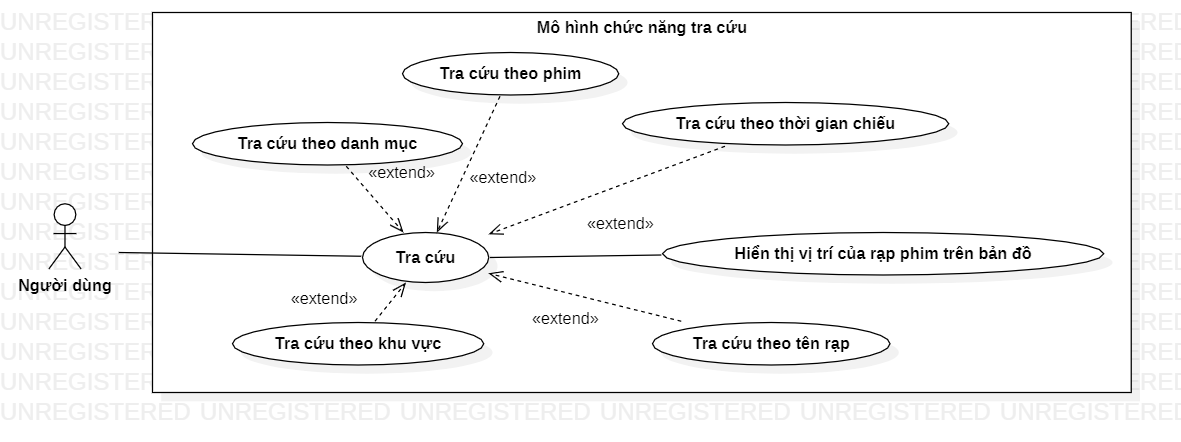 Mô hình chức năng tra cứu
Tra cứu theo phim
Tra cứu theo thời gian chiếu
Tra cứu theo danh mục
«extend»
«extend»
«extend»
Tra cứu
Hiển thị vị trí của rạp phim trên bản đồ
Người dùng
«extend»
«extend»
Tra cứu theo khu vực
Tra cứu theo tên rạp
UNREGISTERED UNREGISTERED UNREGISTERED UNREGISTERED UNREGISTERED UNREGISTERED